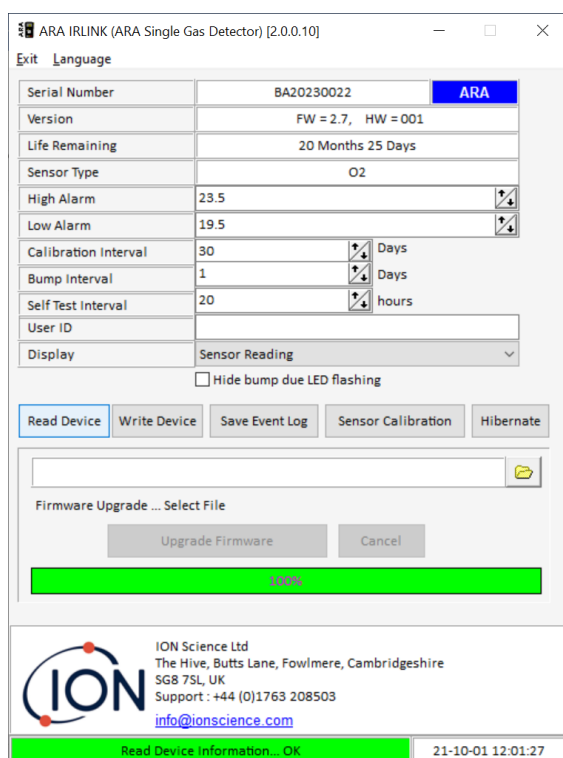 ARA IRLINK (ARA Single Gas Detector) [2.0.0.10]
Exit Language
Serial Number BA20230022 ARA
Version FW = 2.7, HW = 001
Life Remaining 20 Months 25 Days
Sensor Type O2
High Alarm 23.5
Low Alarm 19.5
Calibration Interval 30 Days
Bump Interval 1 Days
Self Test Interval 20 hours
User ID
Display Sensor Reading
Hide bump due LED flashing
Read Device Write Device Save Event Log Sensor Calibration Hibernate
Firmware Upgrade ... Select File
Upgrade Firmware Cancel
100%
ION
ION Science Ltd
The Hive, Butts Lane, Fowlmere, Cambridgeshire
SG8 7SL, UK
Support : +44 (0)1763 208503
info@ionscience.com
Read Device Information... OK 21-10-01 12:01:27